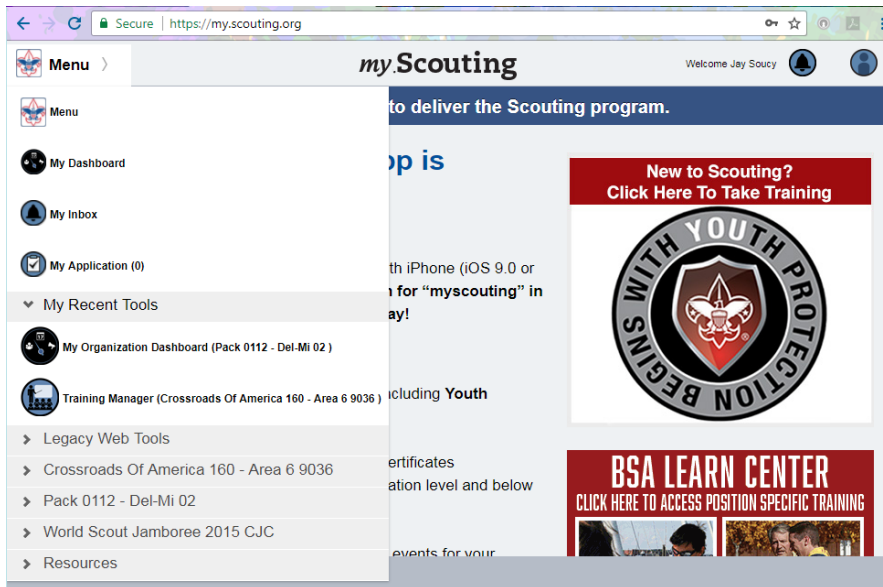 Secure | https://my.scouting.org
Menu
my.Scouting
Welcome Jay Soucy
Menu
to deliver the Scouting program.
My Dashboard
pp is
New to Scouting?
Click Here To Take Training
My Inbox
BEGINS WITH YOUTH PROTECTION
My Application (0)
th iPhone (iOS 9.0 or
My Recent Tools
n for “myscouting” in
ay!
My Organization Dashboard (Pack 0112 - Del-Mi 02 )
Training Manager (Crossroads Of America 160 - Area 6 9036 )
cluding Youth
Legacy Web Tools
Crossroads Of America 160 - Area 6 9036
ertificates
ation level and below
BSA LEARN CENTER
CLICK HERE TO ACCESS POSITION SPECIFIC TRAINING
Pack 0112 - Del-Mi 02
World Scout Jamboree 2015 CJC
events for your
Resources